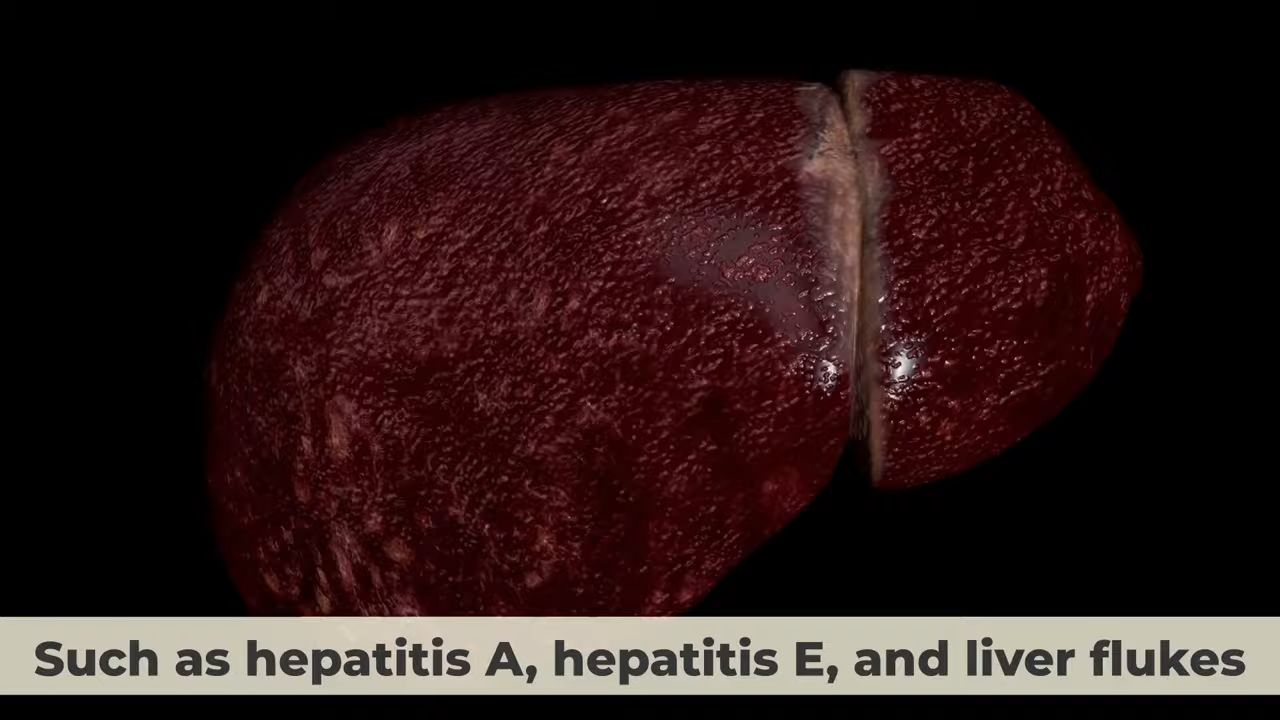 Such as hepatitis A, hepatitis E, and liver flukes